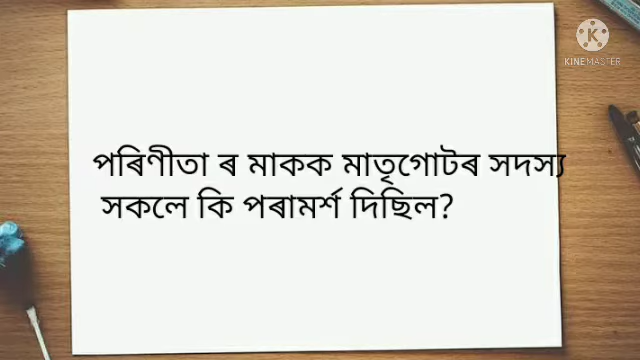 KINEMASTER
পৰিণীতা ৰ মাকক মাতৃগোটৰ সদস্য
সকলে কি পৰামৰ্শ দিছিল?